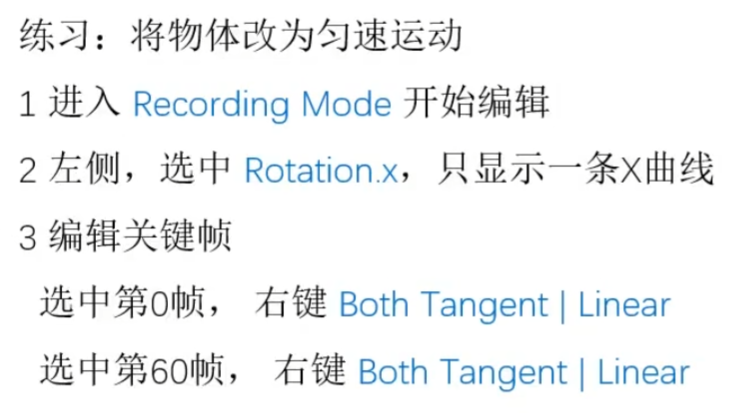 练习：将物体改为匀速运动
1 进入 Recording Mode 开始编辑
2 左侧，选中 Rotation.x，只显示一条X曲线
3 编辑关键帧
选中第0帧， 右键 Both Tangent | Linear
选中第60帧， 右键 Both Tangent | Linear